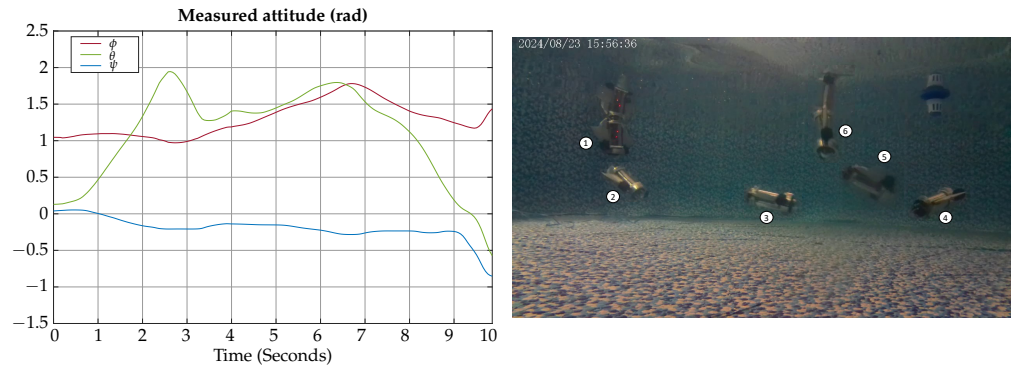 Measured attitude (rad)
2.5
2
1.5
1
0.5
0
−0.5
−1
−1.5
ϕ
θ
ψ
0 1 2 3 4 5 6 7 8 9 10
Time (Seconds)
2024/08/23 15:56:36
1
2
3
4
5
6